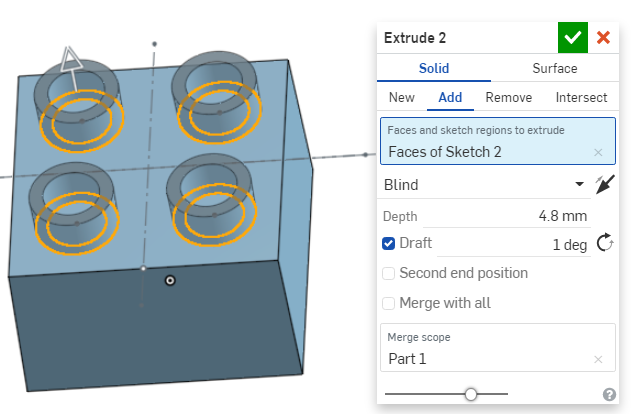 Extrude 2
Solid Surface
New Add Remove Intersect
Faces and sketch regions to extrude
Faces of Sketch 2
Blind
Depth 4.8 mm
Draft 1 deg
Second end position
Merge with all
Merge scope
Part 1